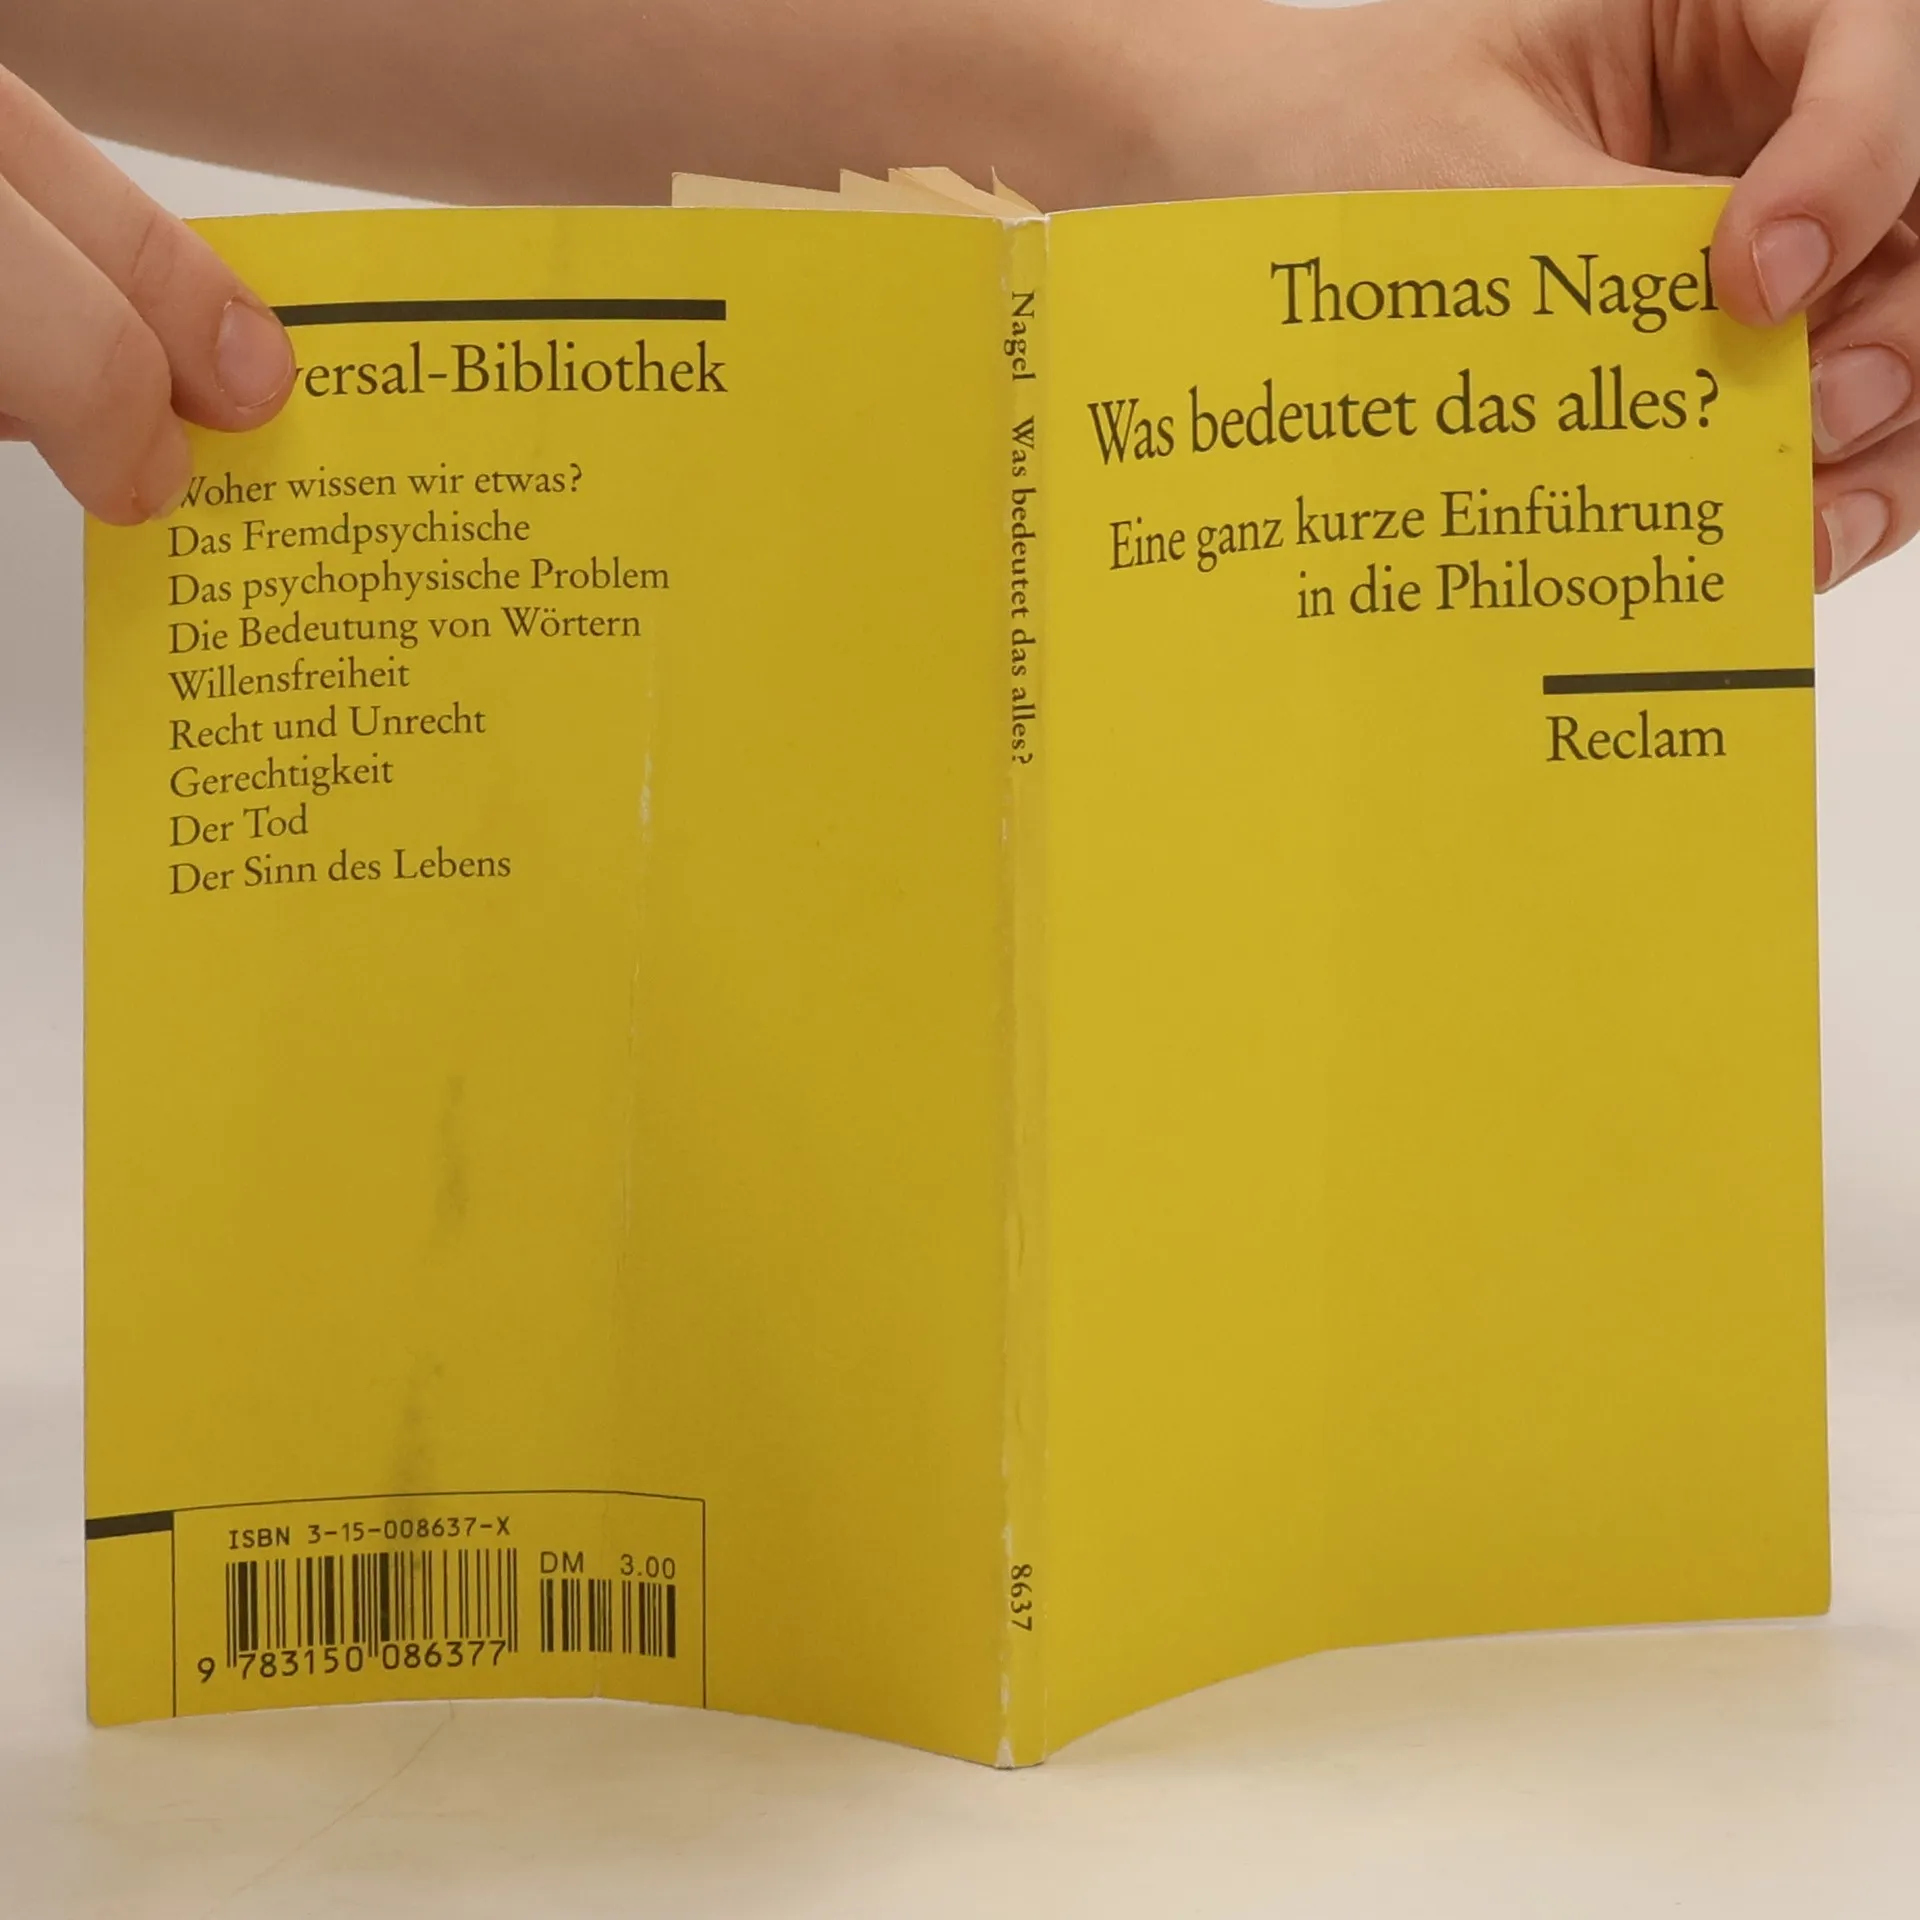 versal-Bibliothek
Woher wissen wir etwas?
Das Fremdpsychische
Das psychophysische Problem
Die Bedeutung von Wörtern
Willensfreiheit
Recht und Unrecht
Gerechtigkeit
Der Tod
Der Sinn des Lebens
ISBN 3-15-008637-X
DM 3.00
9 783150 086377
Nagel Was bedeutet das alles?
8637
Thomas Nagel
Was bedeutet das alles?
Eine ganz kurze Einführung
in die Philosophie
Reclam